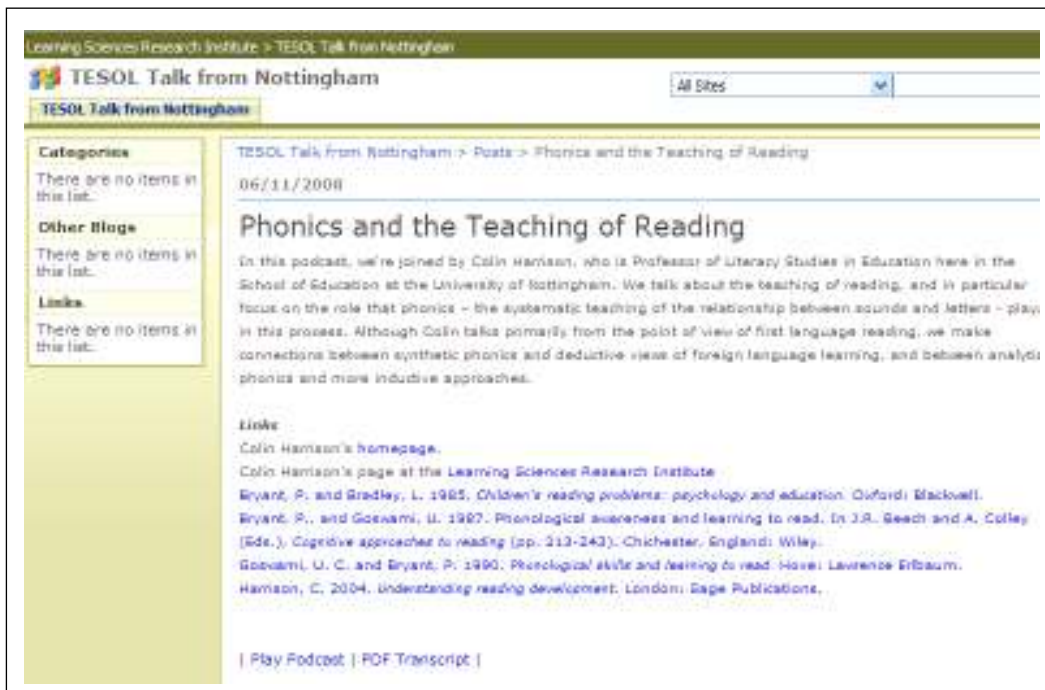 Learning Sciences Research Institute > TESOL Talk from Nottingham
TESOL Talk from Nottingham
All Sites
TESOL Talk from Nottingham
Categories
There are no items in
this list.
Other Blogs
There are no items in
this list.
Links
There are no items in
this list.
TESOL Talk from Nottingham > Posts > Phonics and the Teaching of Reading
06/11/2008
Phonics and the Teaching of Reading
In this podcast, we're joined by Colin Harrison, who is Professor of Literacy Studies in Education here in the
School of Education at the University of Nottingham. We talk about the teaching of reading, and in particular
focus on the role that phonics – the systematic teaching of the relationship between sounds and letters – play
in this process. Although Colin talks primarily from the point of view of first language reading, we make
connections between synthetic phonics and deductive views of foreign language learning, and between analyti
phonics and more inductive approaches.
Links
Colin Harrison's homepage.
Colin Harrison's page at the Learning Sciences Research Institute
Bryant, P. and Bradley, L. 1985. Children's reading problems: psychology and education. Oxford: Blackwell.
Bryant, P., and Goswami, U. 1987. Phonological awareness and learning to read. In J.R. Beech and A. Colley
(Eds.), Cognitive approaches to reading (pp. 213-243). Chichester, England: Wiley.
Goswami, U. C. and Bryant, P. 1990. Phonological skills and learning to read. Hove: Lawrence Erlbaum.
Harrison, C. 2004. Understanding reading development. London: Sage Publications.
| Play Podcast | PDF Transcript |